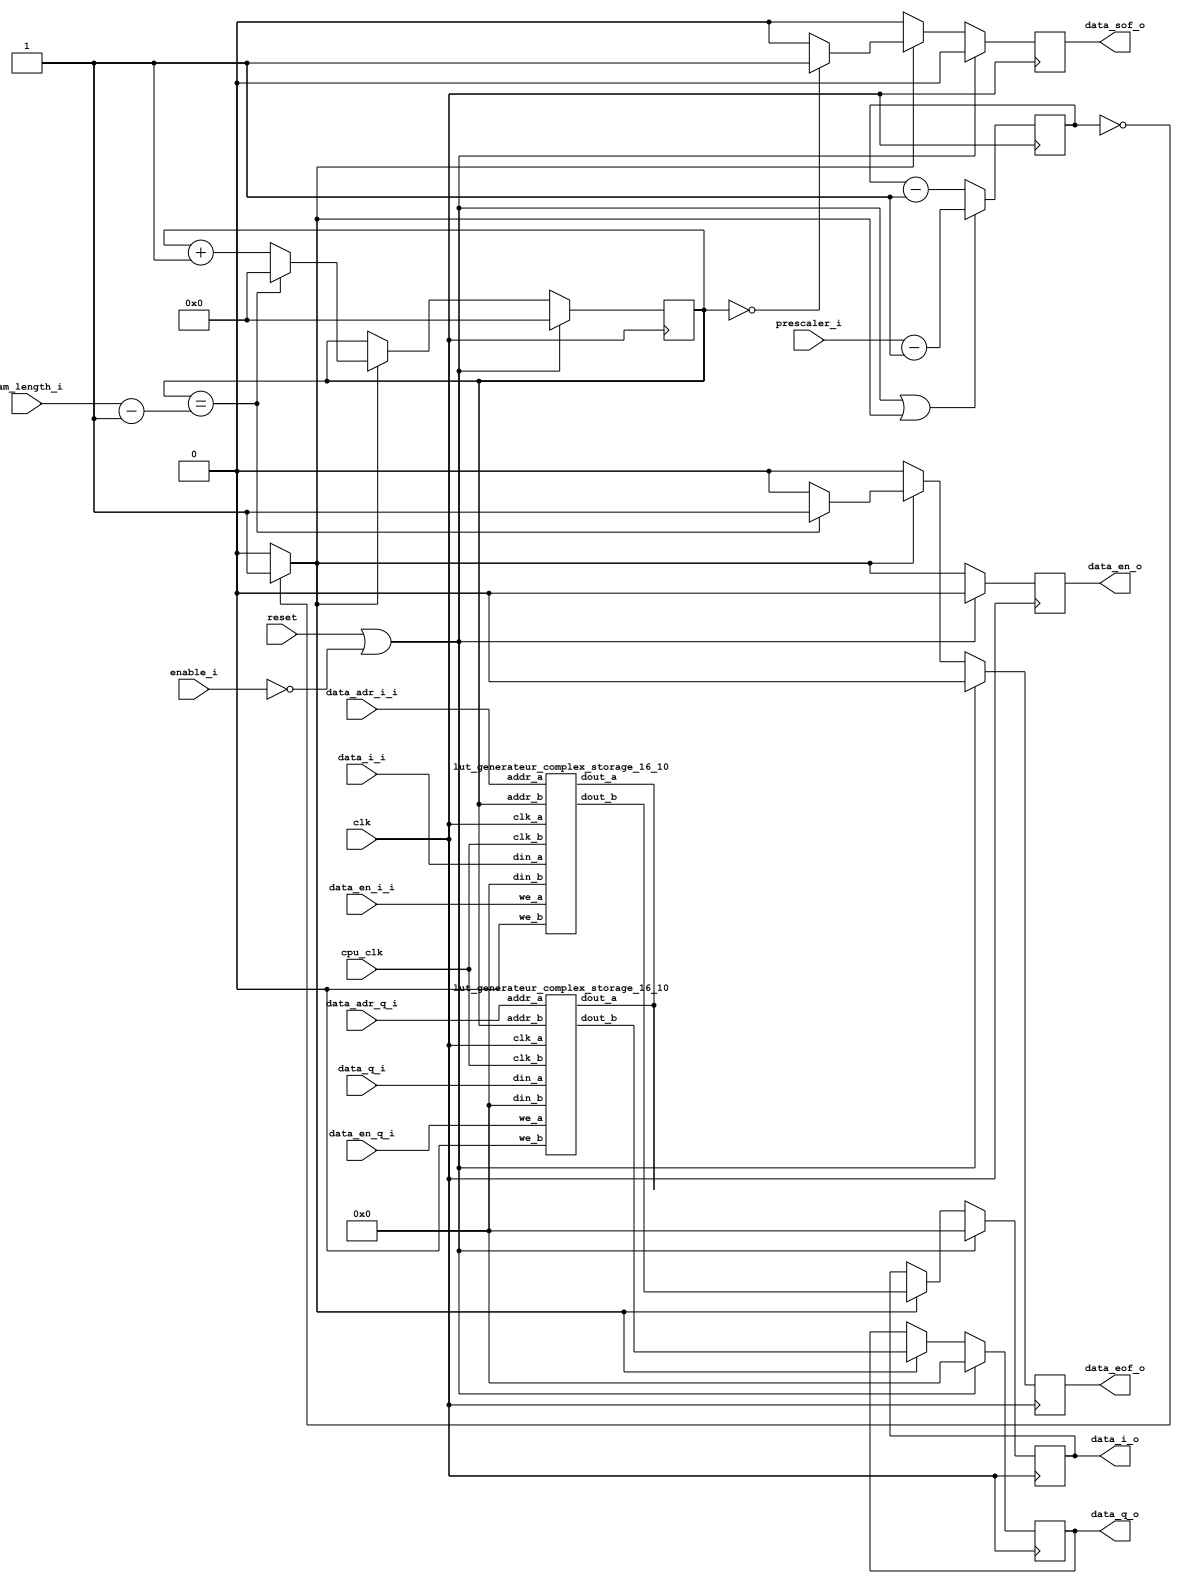 data_sof_o
0
1
prescaler_i
0x0
am_length_i
0
data_en_o
reset
enable_i
data_adr_i_i
data_i_i
lut_generateur_complex_storage_16_10
addr_a
addr_b
clk_a
clk_b
din_a
din_b
we_a
we_b
dout_a
dout_b
clk
data_en_i_i
cpu_clk
0
lut_generateur_complex_storage_16_10
data_adr_q_i
addr_a
addr_b
clk_a
clk_b
din_a
din_b
we_a
we_b
dout_a
dout_b
data_q_i
data_en_q_i
data_eof_o
0x0
data_i_o
data_q_o